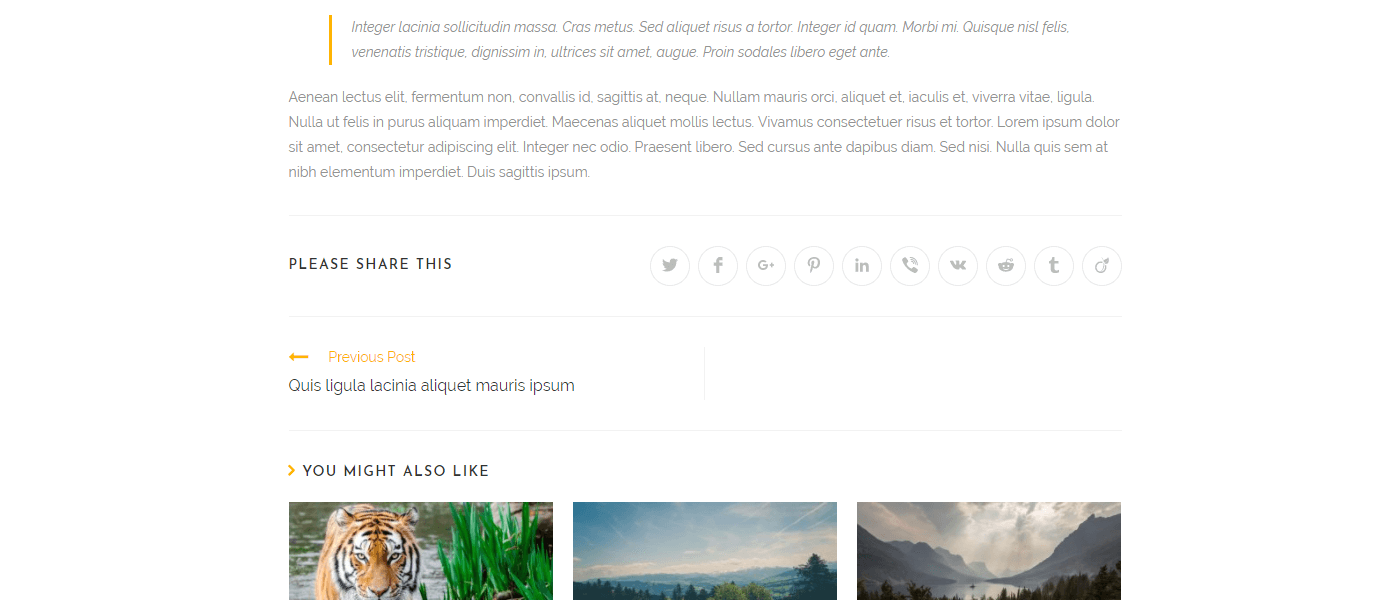 Integer lacinia sollicitudin massa. Cras metus. Sed aliquet risus a tortor. Integer id quam. Morbi mi. Quisque nisl felis,
venenatis tristique, dignissim in, ultrices sit amet, augue. Proin sodales libero eget ante.
Aenean lectus elit, fermentum non, convallis id, sagittis at, neque. Nullam mauris orci, aliquet et, iaculis et, viverra vitae, ligula.
Nulla ut felis in purus aliquam imperdiet. Maecenas aliquet mollis lectus. Vivamus consectetuer risus et tortor. Lorem ipsum dolor
sit amet, consectetur adipiscing elit. Integer nec odio. Praesent libero. Sed cursus ante dapibus diam. Sed nisi. Nulla quis sem at
nibh elementum imperdiet. Duis sagittis ipsum.
PLEASE SHARE THIS
Previous Post
Quis ligula lacinia aliquet mauris ipsum
YOU MIGHT ALSO LIKE